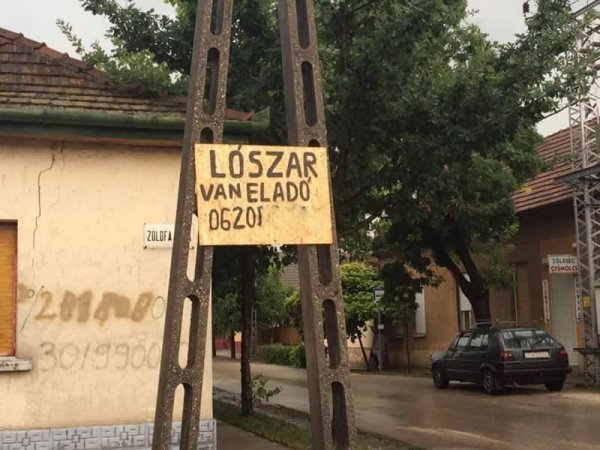 LÓSZAR
VAN ELADÓ
06201
ZÖLDFA
ZÖLDSÉG
GYÜMÖLCS